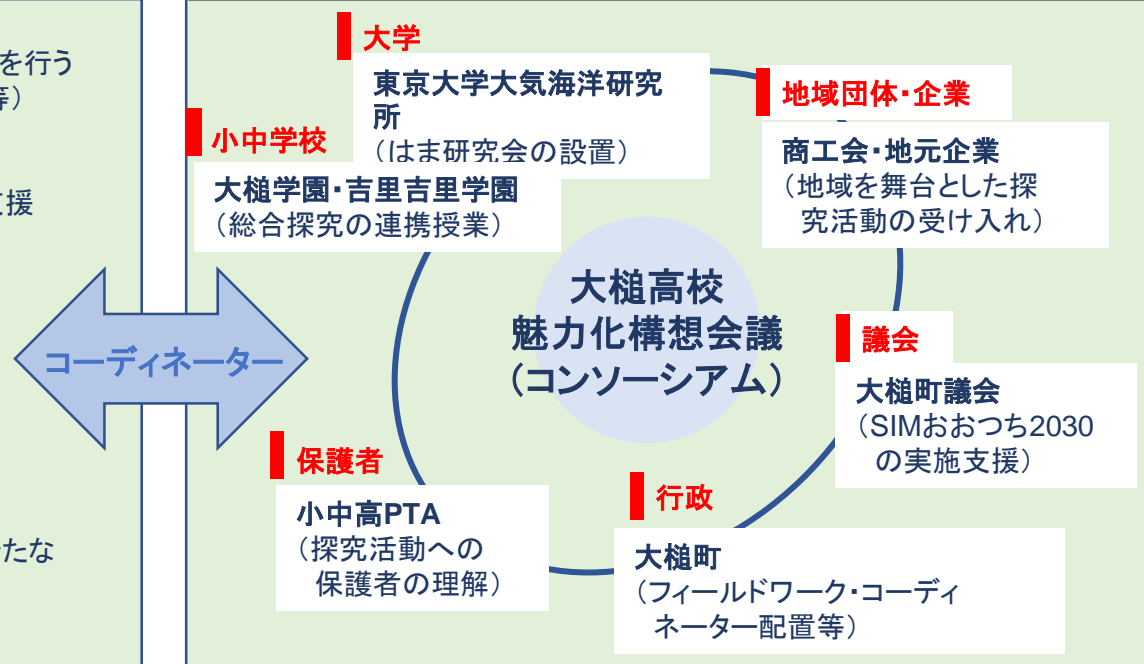 を行う
等）
支援
たな
コーディネーター
大学
東京大学大気海洋研究
所
（はま研究会の設置）
小中学校
大槌学園・吉里吉里学園
（総合探究の連携授業）
地域団体・企業
商工会・地元企業
（地域を舞台とした探
究活動の受け入れ）
大槌高校
魅力化構想会議
（コンソーシアム）
議会
大槌町議会
（SIMおおつち2030
の実施支援）
保護者
小中高PTA
（探究活動への
保護者の理解）
行政
大槌町
（フィールドワーク・コーディ
ネーター配置等）